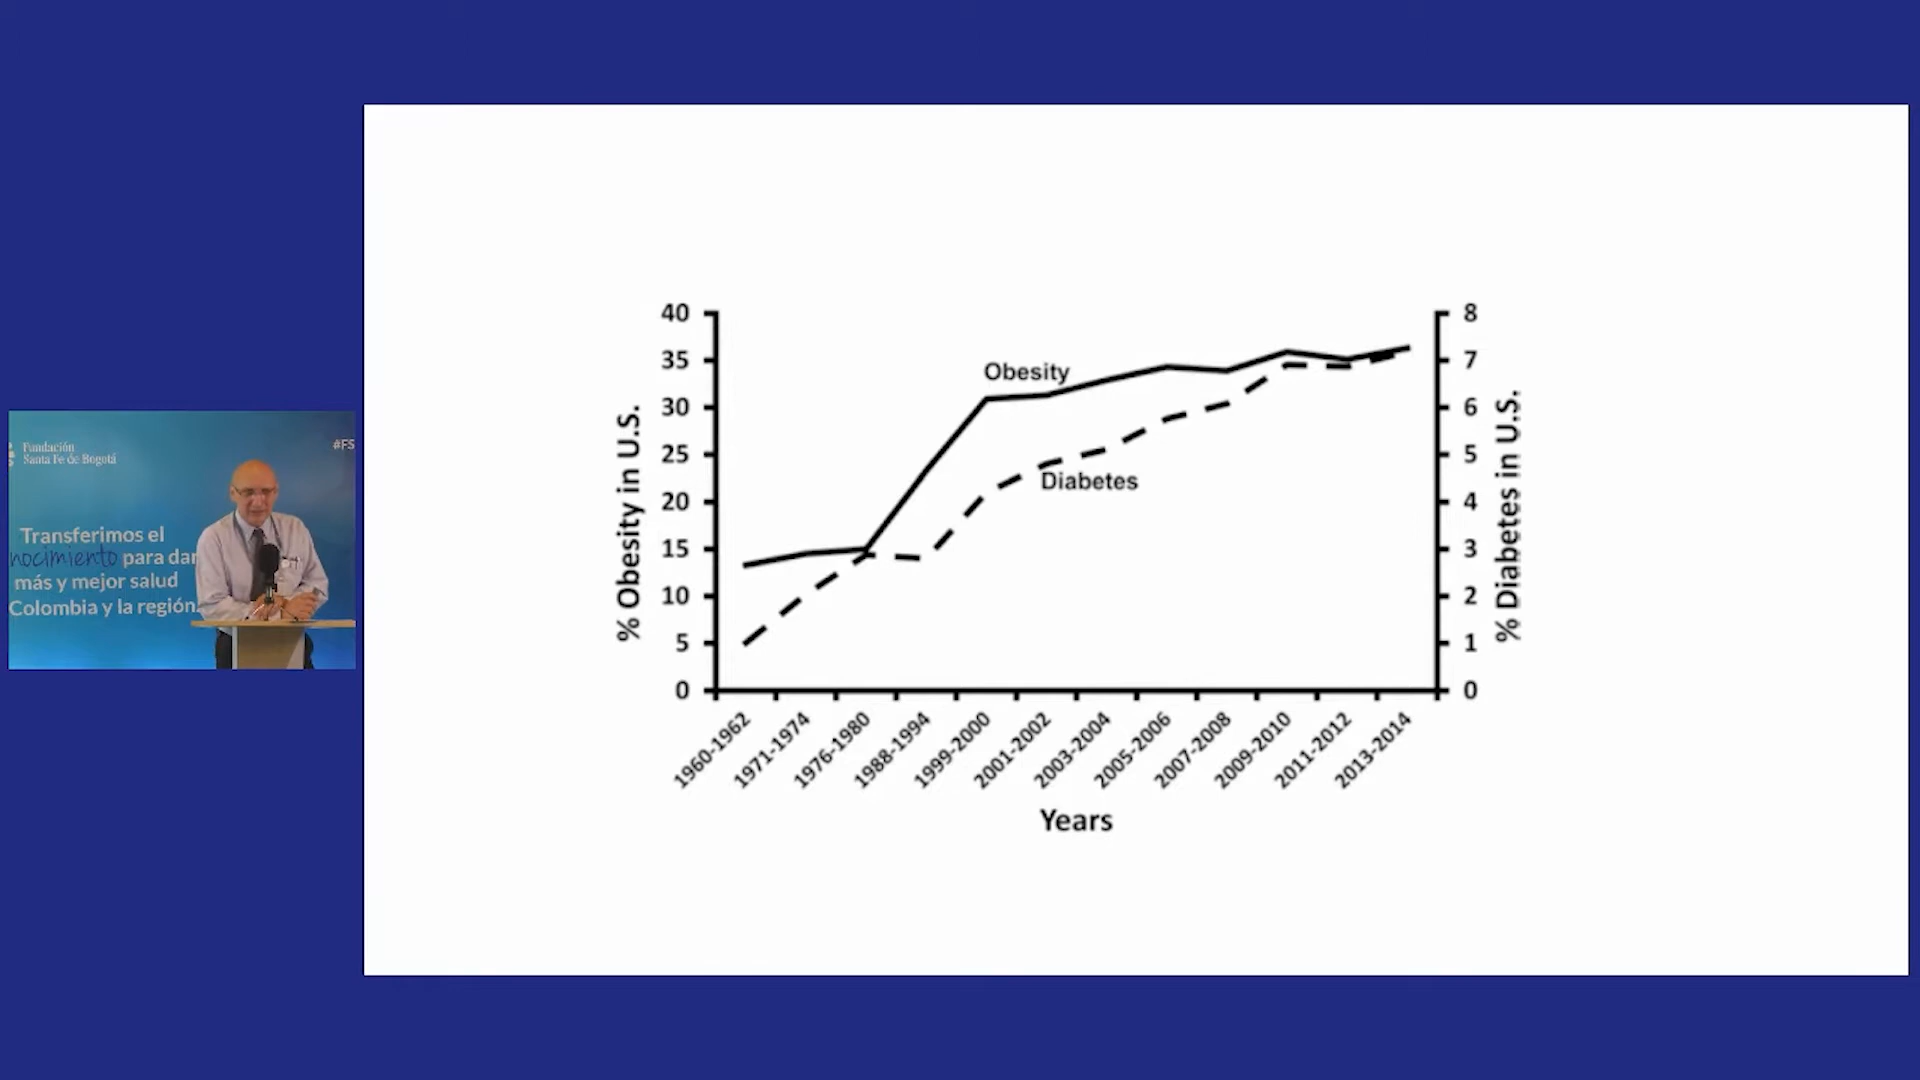 Fundación
Santa Fe de Bogotá
#FS
Transferimos el
nocimiento para dar
más y mejor salud
Colombia y la región.
40
35
30
25
20
15
10
5
0
% Obesity in U.S.
Obesity
Diabetes
8
7
6
5
4
3
2
1
0
% Diabetes in U.S.
1960-1962
1971-1974
1976-1980
1988-1994
1999-2000
2001-2002
2003-2004
2005-2006
2007-2008
2009-2010
2011-2012
2013-2014
Years